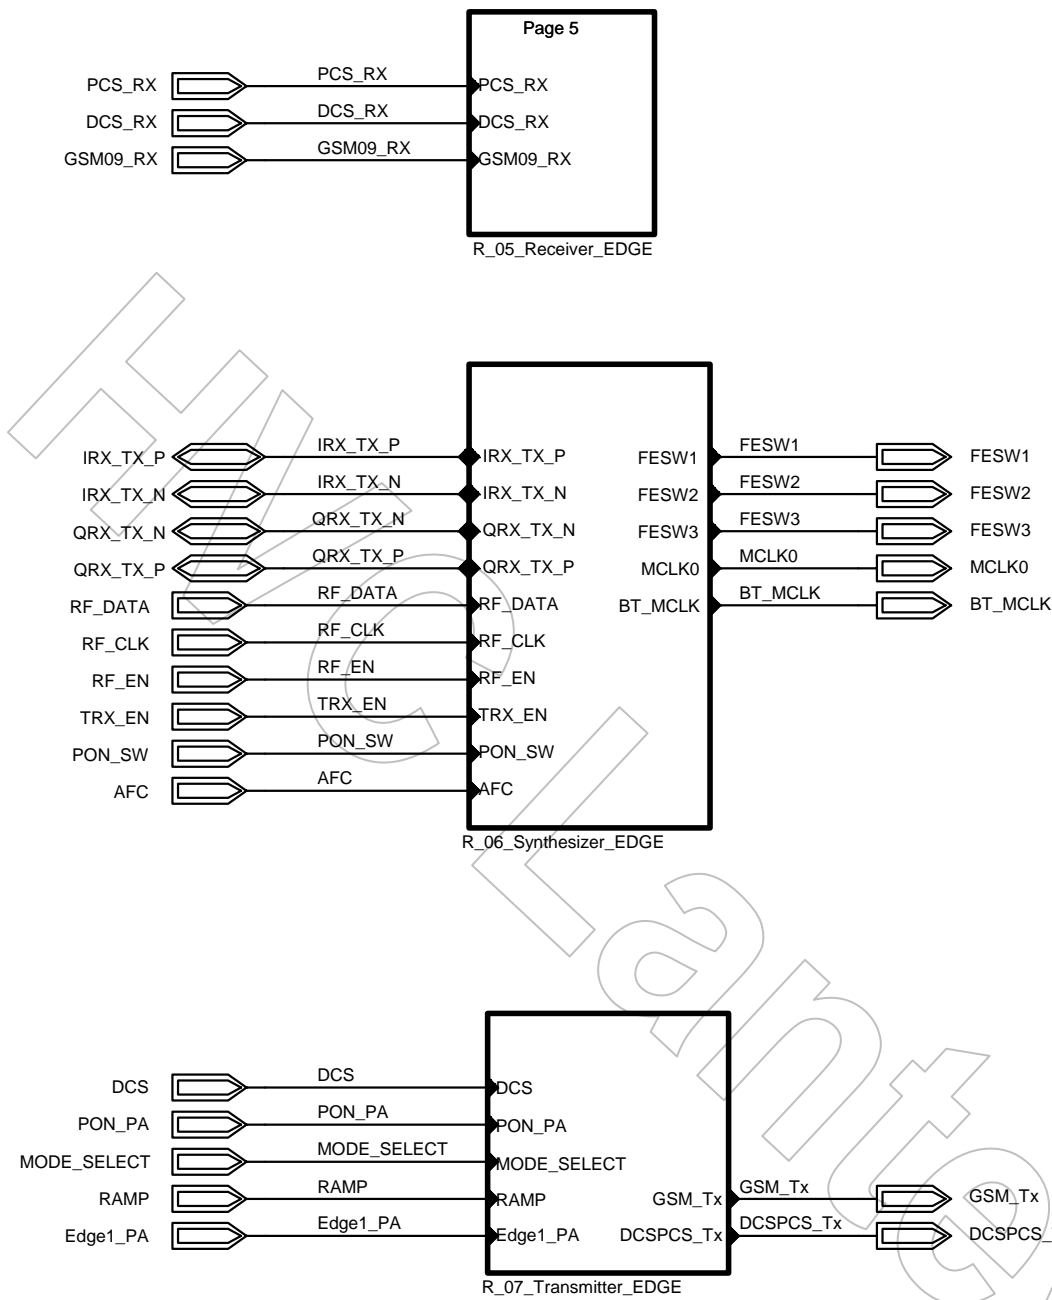 Page 5
PCS_RX PCS_RX PCS_RX
DCS_RX DCS_RX DCS_RX
GSM09_RX GSM09_RX GSM09_RX
R_05_Receiver_EDGE
IRX_TX_P IRX_TX_P IRX_TX_P FESW1 FESW1 FESW1
IRX_TX_N IRX_TX_N IRX_TX_N FESW2 FESW2 FESW2
QRX_TX_N QRX_TX_N QRX_TX_N FESW3 FESW3 FESW3
QRX_TX_P QRX_TX_P QRX_TX_P MCLK0 MCLK0 MCLK0
RF_DATA RF_DATA RF_DATA BT_MCLK BT_MCLK BT_MCLK
RF_CLK RF_CLK RF_CLK
RF_EN RF_EN RF_EN
TRX_EN TRX_EN TRX_EN
PON_SW PON_SW PON_SW
AFC AFC AFC
R_06_Synthesizer_EDGE
DCS DCS DCS
PON_PA PON_PA PON_PA
MODE_SELECT MODE_SELECT MODE_SELECT
RAMP RAMP RAMP GSM_Tx GSM_Tx GSM_Tx
Edge1_PA Edge1_PA Edge1_PA DCSPCS_Tx DCSPCS_Tx DCSPCS_
R_07_Transmitter_EDGE